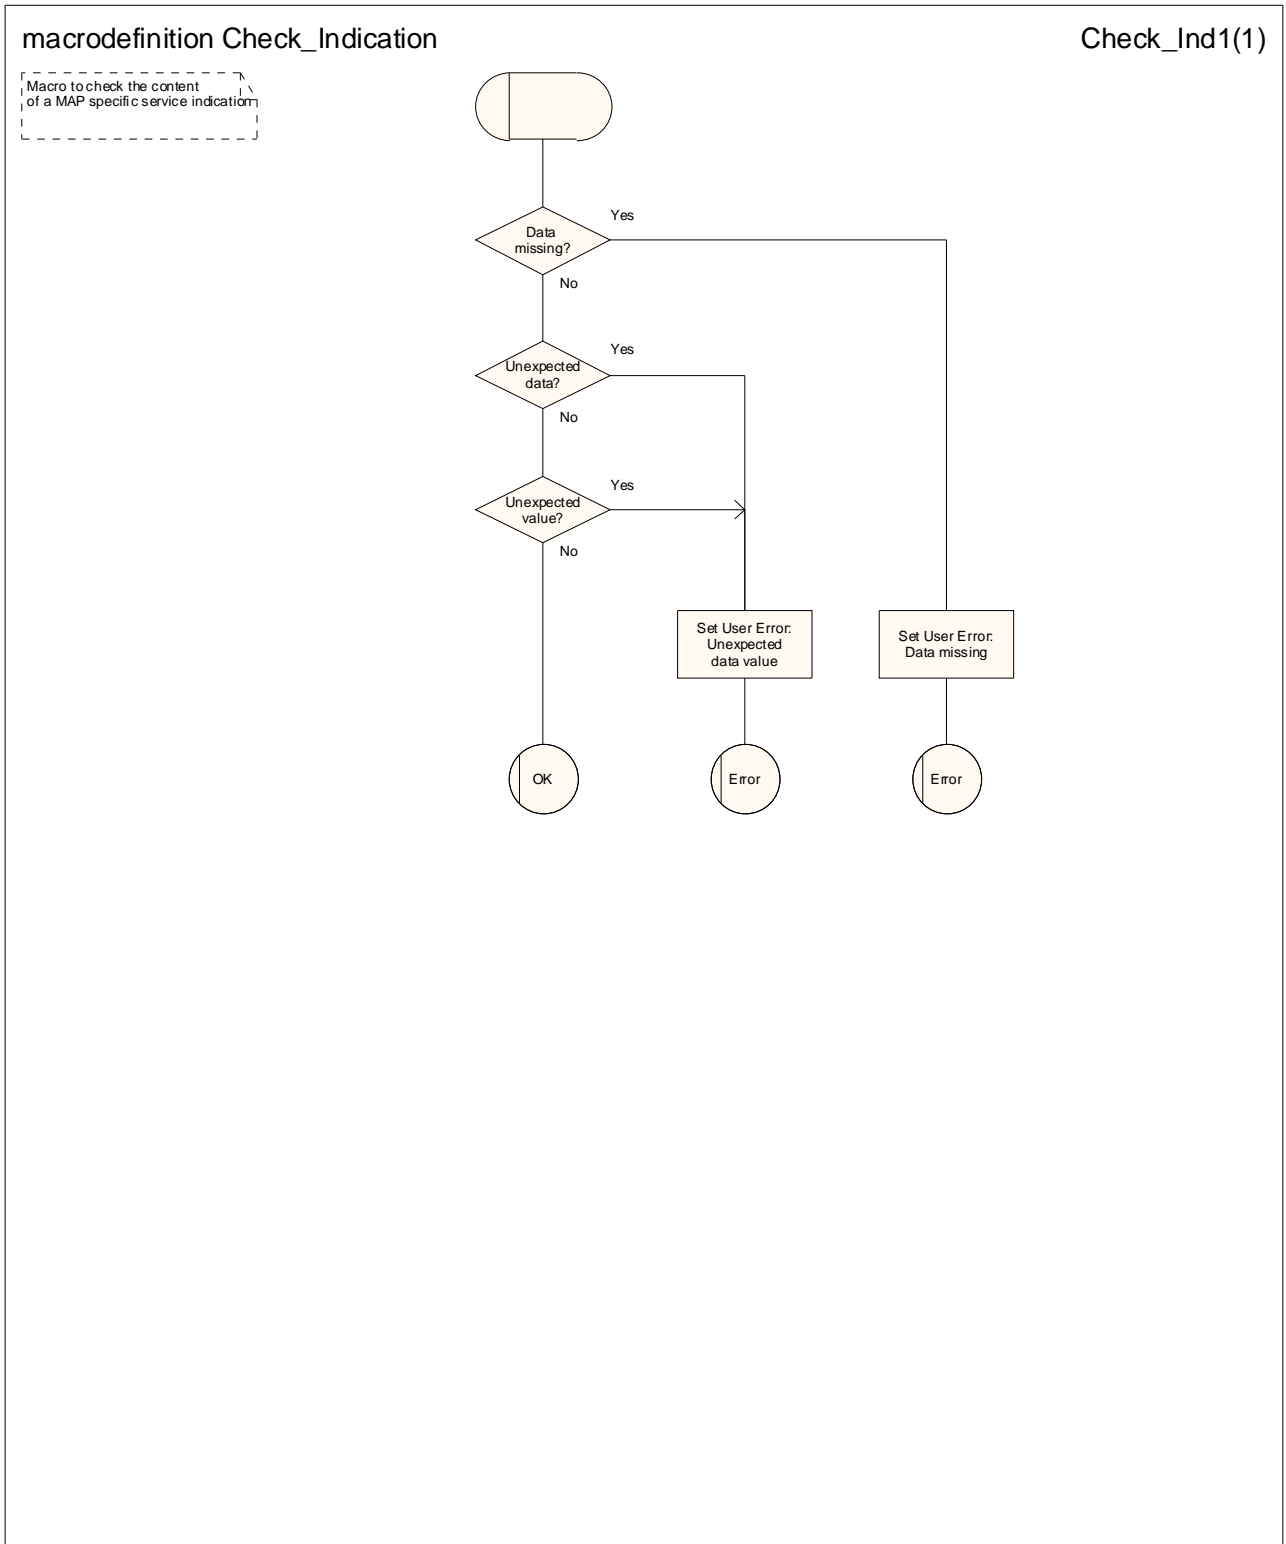 macrodefinition Check_Indication
Check_Ind1(1)
Macro to check the content
of a MAP specific service indication
Yes
Data
missing?
No
Yes
Unexpected
data?
No
Yes
Unexpected
value?
No
Set User Error:
Unexpected
data value
Set User Error:
Data missing
OK
Error
Error